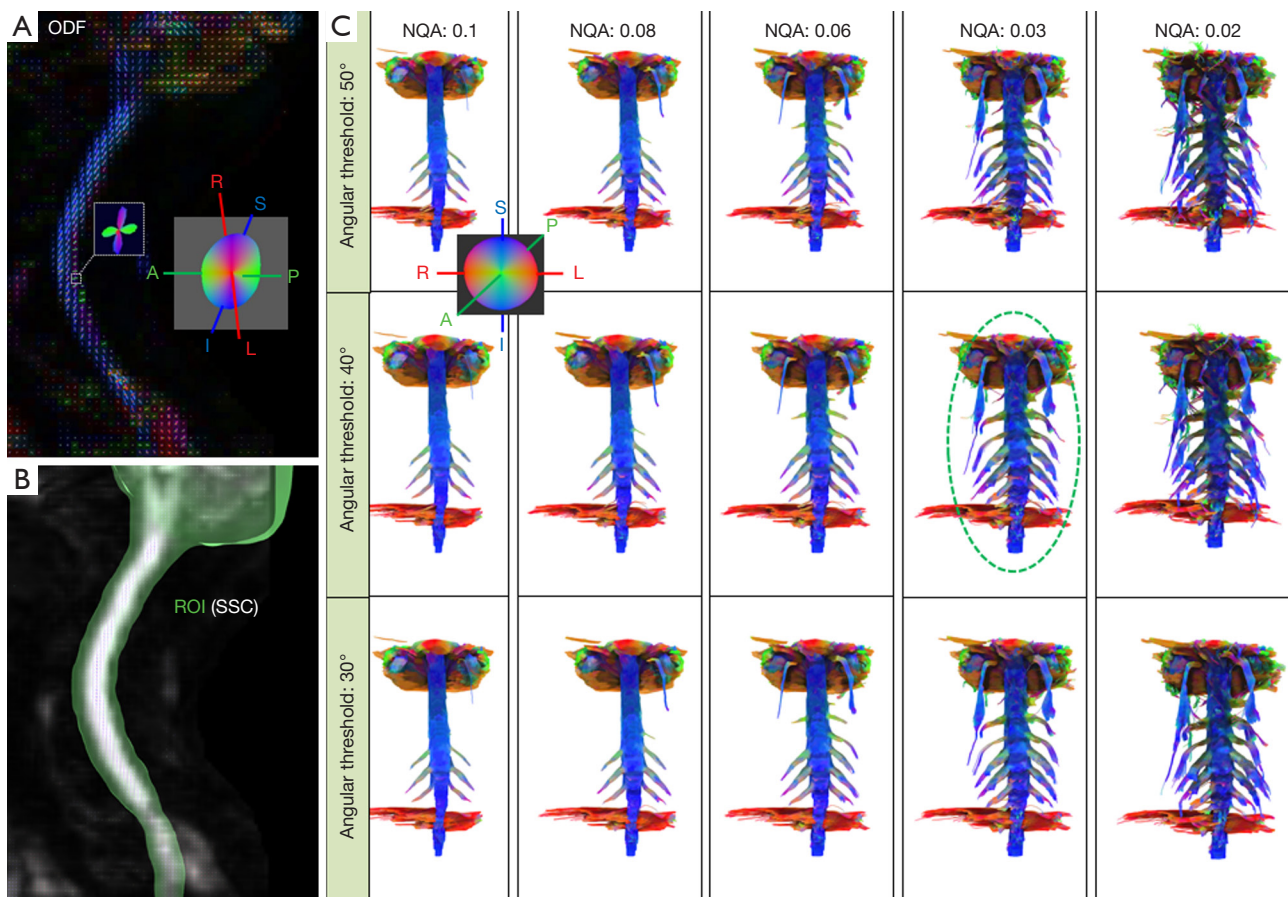 A
ODF
R
S
A
P
I
L
B
ROI (SSC)
C
NQA: 0.1
NQA: 0.08
NQA: 0.06
NQA: 0.03
NQA: 0.02
Angular threshold: 50°
S
P
R
L
A
I
Angular threshold: 40°
Angular threshold: 30°